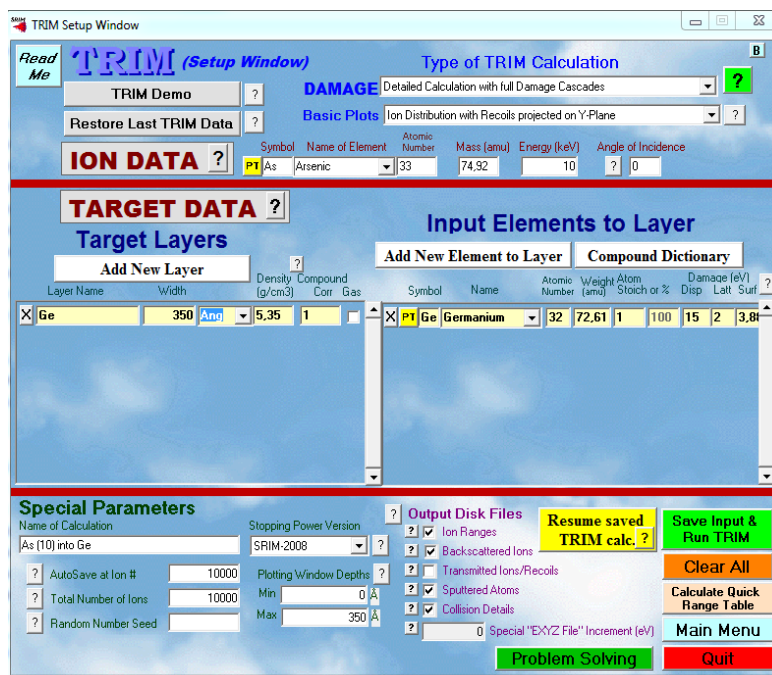 TRIM Setup Window
Read Me
TRIM (Setup Window)
Type of TRIM Calculation
B
TRIM Demo ?
DAMAGE Detailed Calculation with full Damage Cascades ?
Restore Last TRIM Data ?
Basic Plots Ion Distribution with Recoils projected on Y-Plane ?
ION DATA ?
Symbol Name of Element Atomic Number Mass (amu) Energy (keV) Angle of Incidence
PT As Arsenic 33 74,92 10 ? 0
TARGET DATA ?
Target Layers
Input Elements to Layer
Add New Layer ?
Add New Element to Layer Compound Dictionary
Layer Name Width Density (g/cm3) Compound Corr Gas
Symbol Name Atomic Number Weight (amu) Atom Stoich or % Damage (eV) Disp Latt Surf ?
X Ge 350 Ang 5,35 1
X PT Ge Germanium 32 72,61 1 100 15 2 3,88
Special Parameters
Name of Calculation
As (10) into Ge
Stopping Power Version
SRIM-2008 ?
? AutoSave at Ion # 10000
? Total Number of Ions 10000
? Random Number Seed
Plotting Window Depths ?
Min 0 Å
Max 350 Å
? Output Disk Files
? Ion Ranges
? Backscattered Ions
? Transmitted Ions/Recoils
? Sputtered Atoms
? Collision Details
? 0 Special "EXYZ File" Increment (eV)
Resume saved TRIM calc. ?
Save Input & Run TRIM
Clear All
Calculate Quick Range Table
Main Menu
Problem Solving
Quit